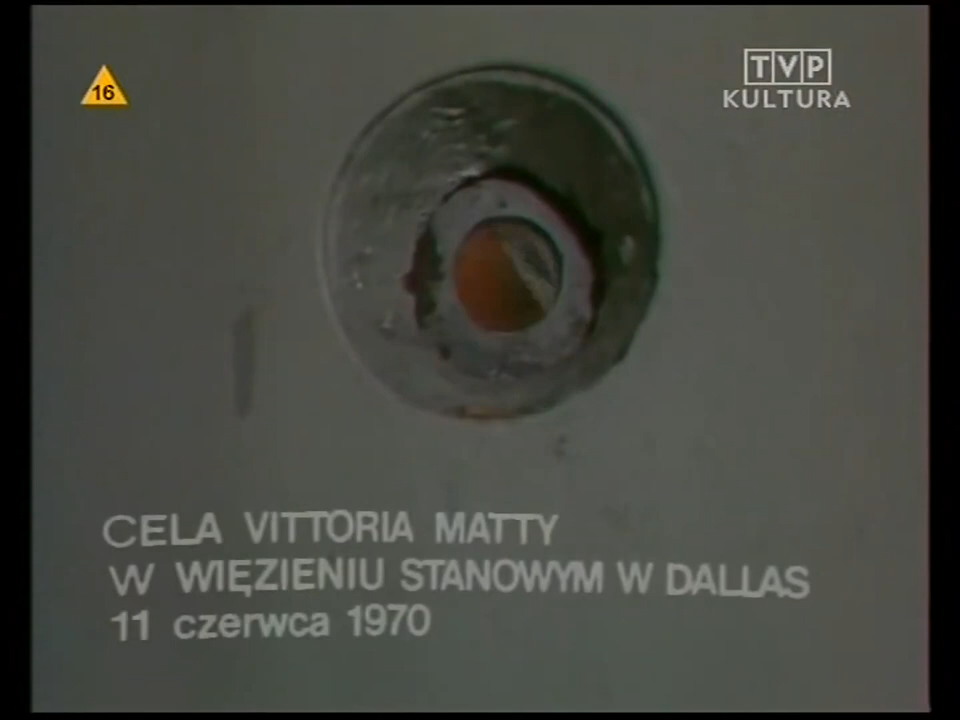 16
TVP
KULTURA
CELA VITTORIA MATTY
W WIĘZIENIU STANOWYM W DALLAS
11 czerwca 1970